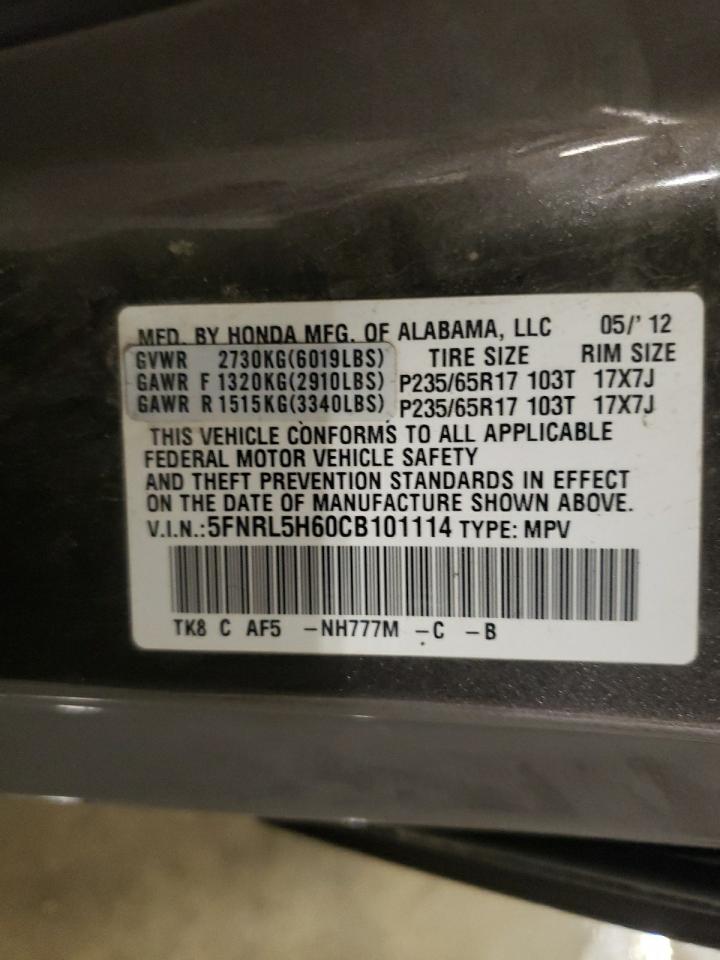 MFD. BY HONDA MFG. OF ALABAMA, LLC 05/'12
GVWR 2730KG(6019LBS) TIRE SIZE RIM SIZE
GAWR F 1320KG(2910LBS) P235/65R17 103T 17X7J
GAWR R 1515KG(3340LBS) P235/65R17 103T 17X7J
THIS VEHICLE CONFORMS TO ALL APPLICABLE
FEDERAL MOTOR VEHICLE SAFETY
AND THEFT PREVENTION STANDARDS IN EFFECT
ON THE DATE OF MANUFACTURE SHOWN ABOVE.
V.I.N.:5FNRL5H60CB101114 TYPE: MPV
TK8 C AF5 -NH777M -C -B